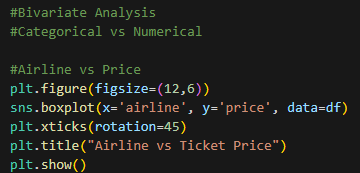 #Bivariate Analysis
#Categorical vs Numerical
#Airline vs Price
plt.figure(figsize=(12,6))
sns.boxplot(x='airline', y='price', data=df)
plt.xticks(rotation=45)
plt.title("Airline vs Ticket Price")
plt.show()